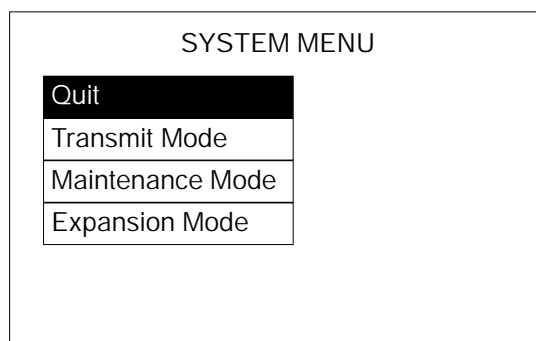 SYSTEM MENU
Quit
Transmit Mode
Maintenance Mode
Expansion Mode